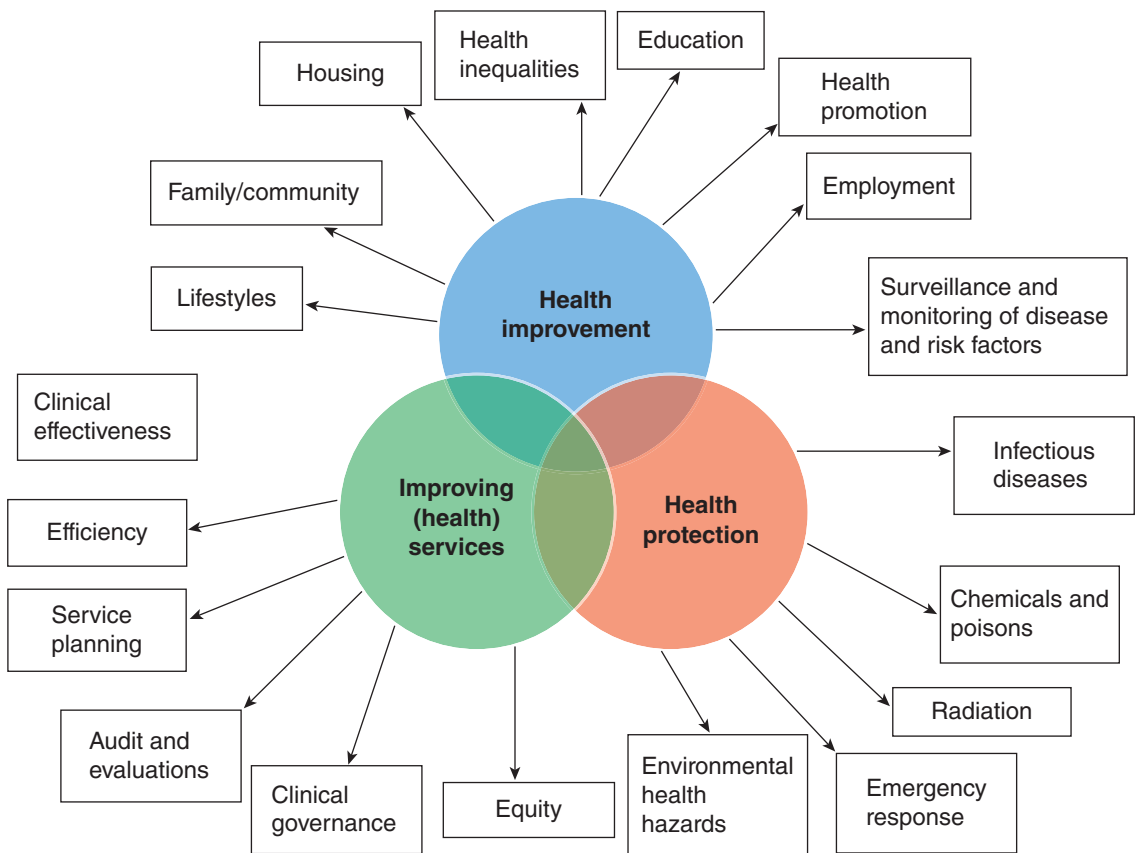 Health
inequalities
Education
Housing
Health
promotion
Family/community
Employment
Lifestyles
Health
improvement
Surveillance and
monitoring of disease
and risk factors
Clinical
effectiveness
Infectious
diseases
Improving
(health)
services
Health
protection
Efficiency
Chemicals and
poisons
Service
planning
Radiation
Audit and
evaluations
Clinical
governance
Equity
Environmental
health
hazards
Emergency
response